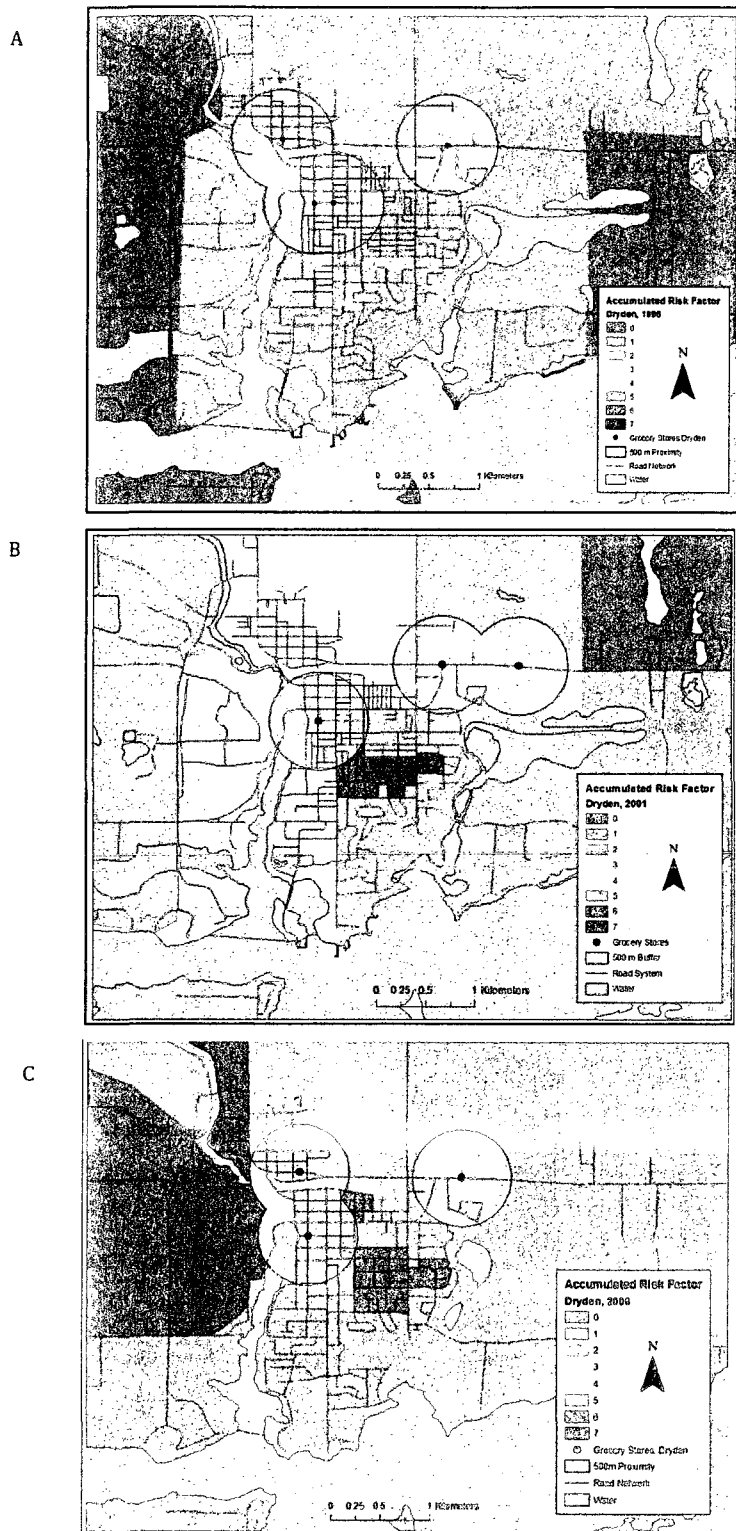 A
Accumulated Risk Factor
Dryden, 1996
0
1
2
3
4
5
6
7
Grocery Stores Dryden
500 m Proximity
Road Network
Water
N
0 0.25 0.5 1 Kilometers
B
Accumulated Risk Factor
Dryden, 2001
0
1
2
3
4
5
6
7
Grocery Stores
500 m Buffer
Road System
Water
N
0 0.25 0.5 1 Kilometers
C
Accumulated Risk Factor
Dryden, 2006
0
1
2
3
4
5
6
7
Grocery Stores Dryden
500m Proximity
Road Network
Water
N
0 0.25 0.5 1 Kilometers